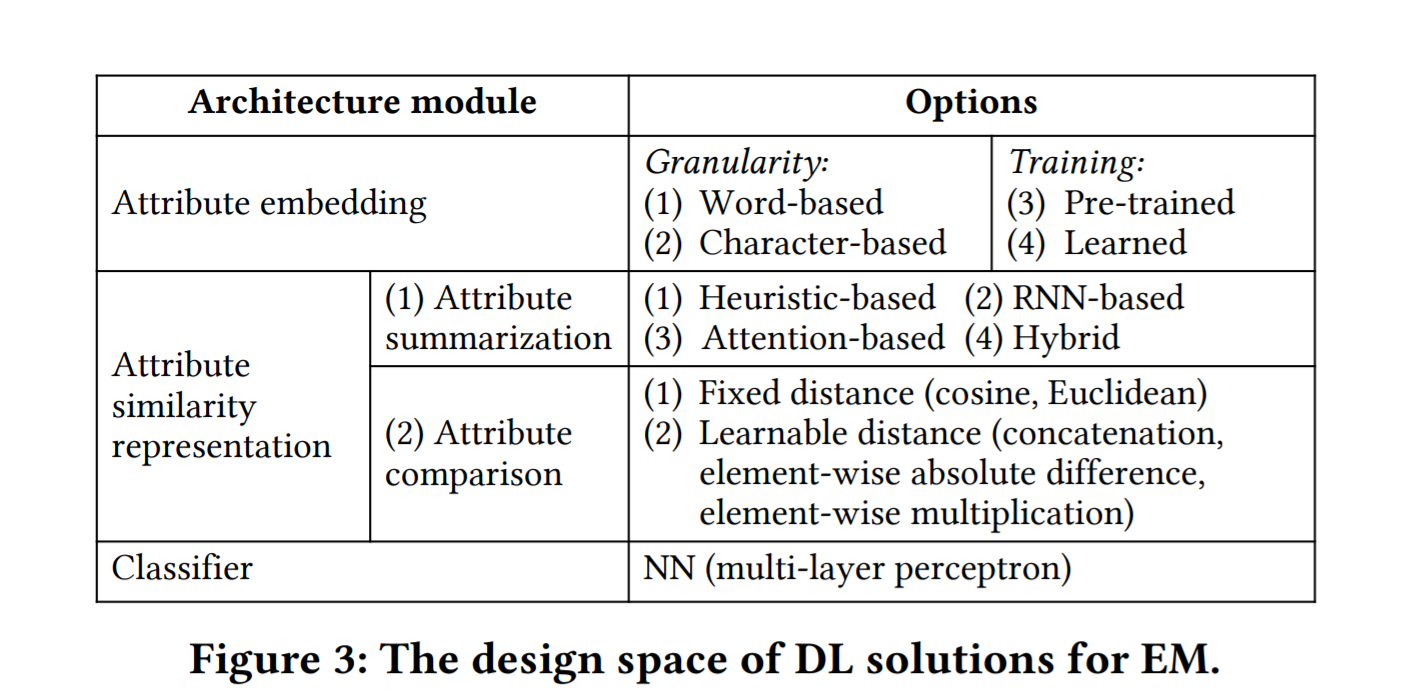 Architecture module
Options
Attribute embedding
Granularity:
(1) Word-based
(2) Character-based
Training:
(3) Pre-trained
(4) Learned
Attribute
similarity
representation
(1) Attribute
summarization
(1) Heuristic-based (2) RNN-based
(3) Attention-based (4) Hybrid
(2) Attribute
comparison
(1) Fixed distance (cosine, Euclidean)
(2) Learnable distance (concatenation,
element-wise absolute difference,
element-wise multiplication)
Classifier
NN (multi-layer perceptron)
Figure 3: The design space of DL solutions for EM.